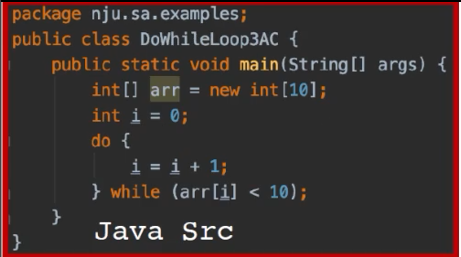 package nju.sa.examples;
public class DoWhileLoop3AC {
    public static void main(String[] args) {
        int[] arr = new int[10];
        int i = 0;
        do {
            i = i + 1;
        } while (arr[i] < 10);
    }
}
Java Src